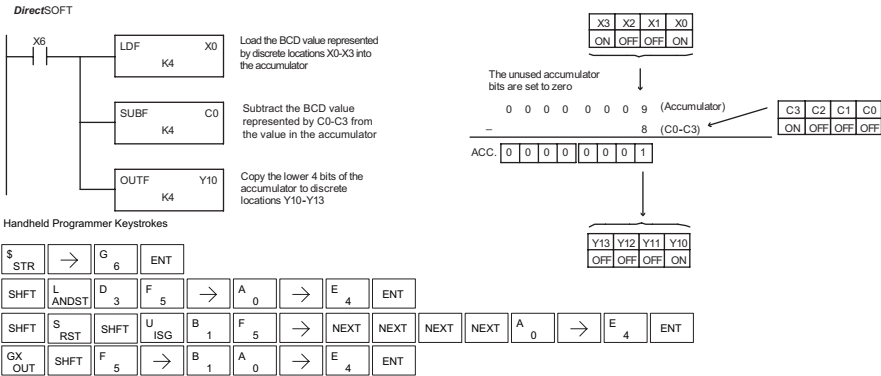 DirectSOFT
X6
LDF X0
K4
Load the BCD value represented
by discrete locations X0-X3 into
the accumulator
SUBF C0
K4
Subtract the BCD value
represented by C0-C3 from
the value in the accumulator
OUTF Y10
K4
Copy the lower 4 bits of the
accumulator to discrete
locations Y10-Y13
X3 X2 X1 X0
ON OFF OFF ON
The unused accumulator
bits are set to zero
0 0 0 0 0 0 0 9 (Accumulator)
– 8 (C0-C3)
C3 C2 C1 C0
ON OFF OFF OFF
ACC. 0 0 0 0 0 0 0 1
Y13 Y12 Y11 Y10
OFF OFF OFF ON
Handheld Programmer Keystrokes
$ STR → G 6 ENT
SHFT L ANDST D 3 F 5 → A 0 → E 4 ENT
SHFT S RST SHFT U ISG B 1 F 5 → NEXT NEXT NEXT NEXT A 0 → E 4 ENT
GX OUT SHFT F 5 → B 1 A 0 → E 4 ENT